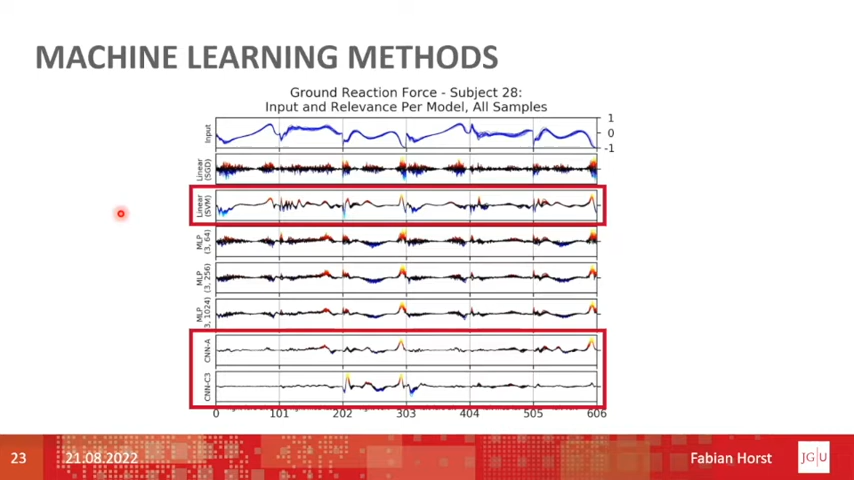 MACHINE LEARNING METHODS
Ground Reaction Force - Subject 28:
Input and Relevance Per Model, All Samples
Input
1
0
-1
Linear
(SGD)
Linear
(SVM)
MLP
(3, 64)
MLP
(3, 256)
MLP
(3, 1024)
CNN-A
CNN-C3
0 101 202 303 404 505 606
23 21.08.2022 Fabian Horst JG|U